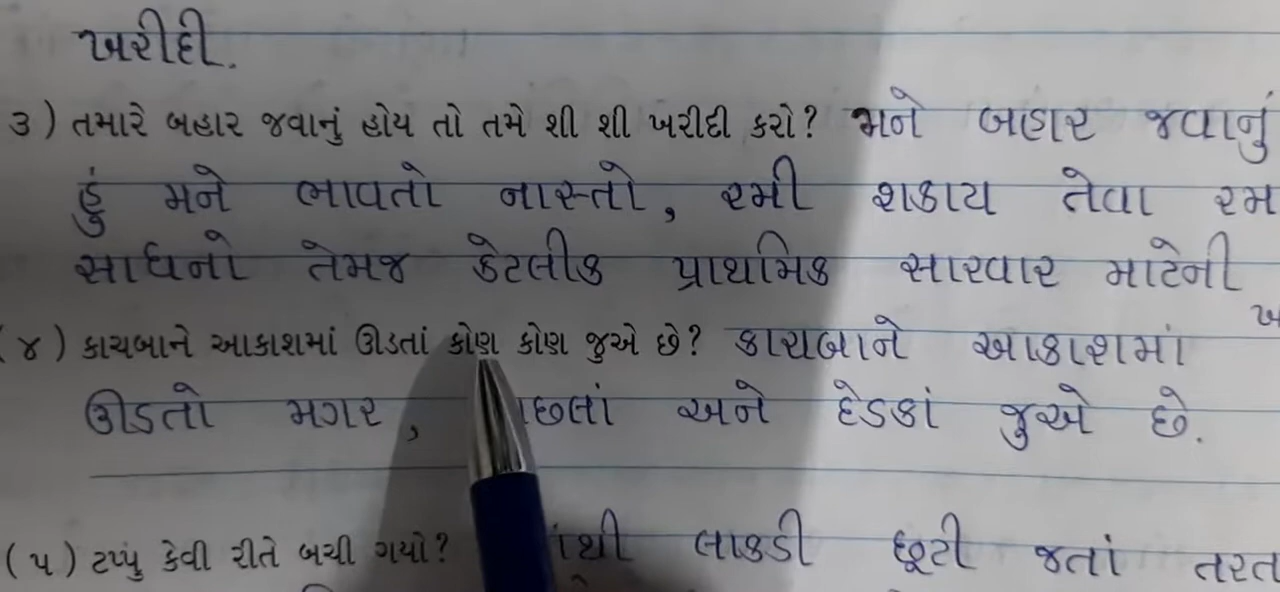 ખરીદી.
૩) તમારે બહાર જવાનું હોય તો તમે શી શી ખરીદી કરો? મને બહાર જવાનું
હું મને ભાવતો નાસ્તો, રમી શકાય તેવા રમ
સાધનો તેમજ કેટલીક પ્રાથમિક સારવાર માટેની
ખ
(૪) કાચબાને આકાશમાં ઊડતાં કોણ કોણ જુએ છે? કાચબાને આકાશમાં
ઊડતો મગર, છલાં અને દેડકાં જુએ છે.
(૫) ટપ્પુ કેવી રીતે બચી ગયો? થી લાકડી છૂટી જતાં તરત